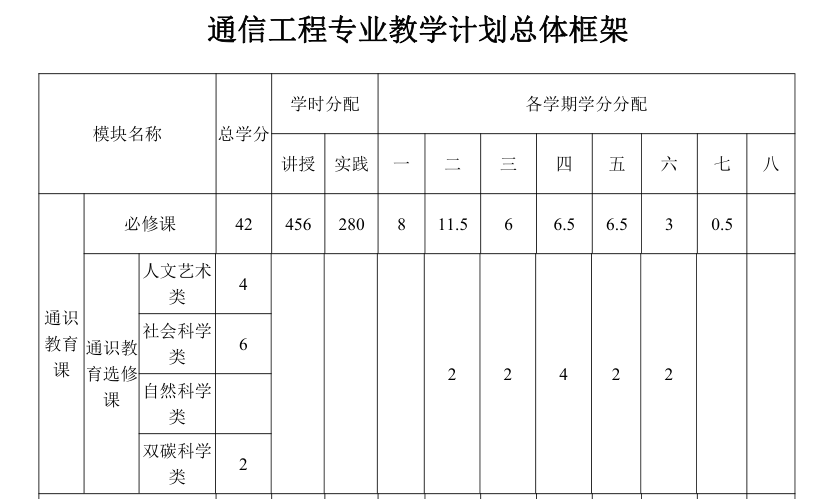 通信工程专业教学计划总体框架
模块名称 总学分 学时分配 各学期学分分配
讲授 实践 一 二 三 四 五 六 七 八
通识教育课
必修课 42 456 280 8 11.5 6 6.5 6.5 3 0.5
通识教育选修课
人文艺术类 4
社会科学类 6
自然科学类
双碳科学类 2
2 2 4 2 2